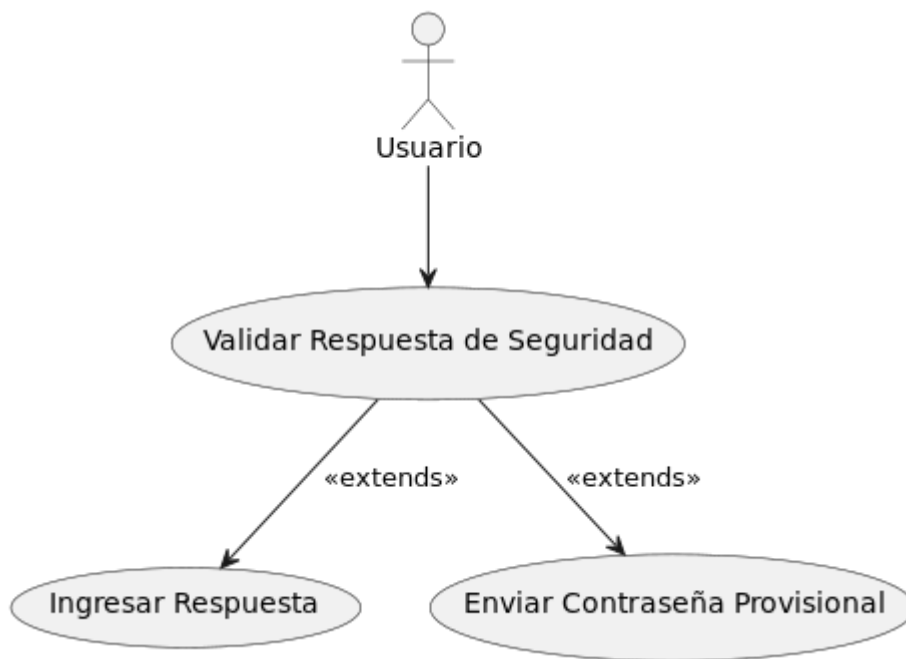 Usuario
Validar Respuesta de Seguridad
«extends»
«extends»
Ingresar Respuesta
Enviar Contraseña Provisional